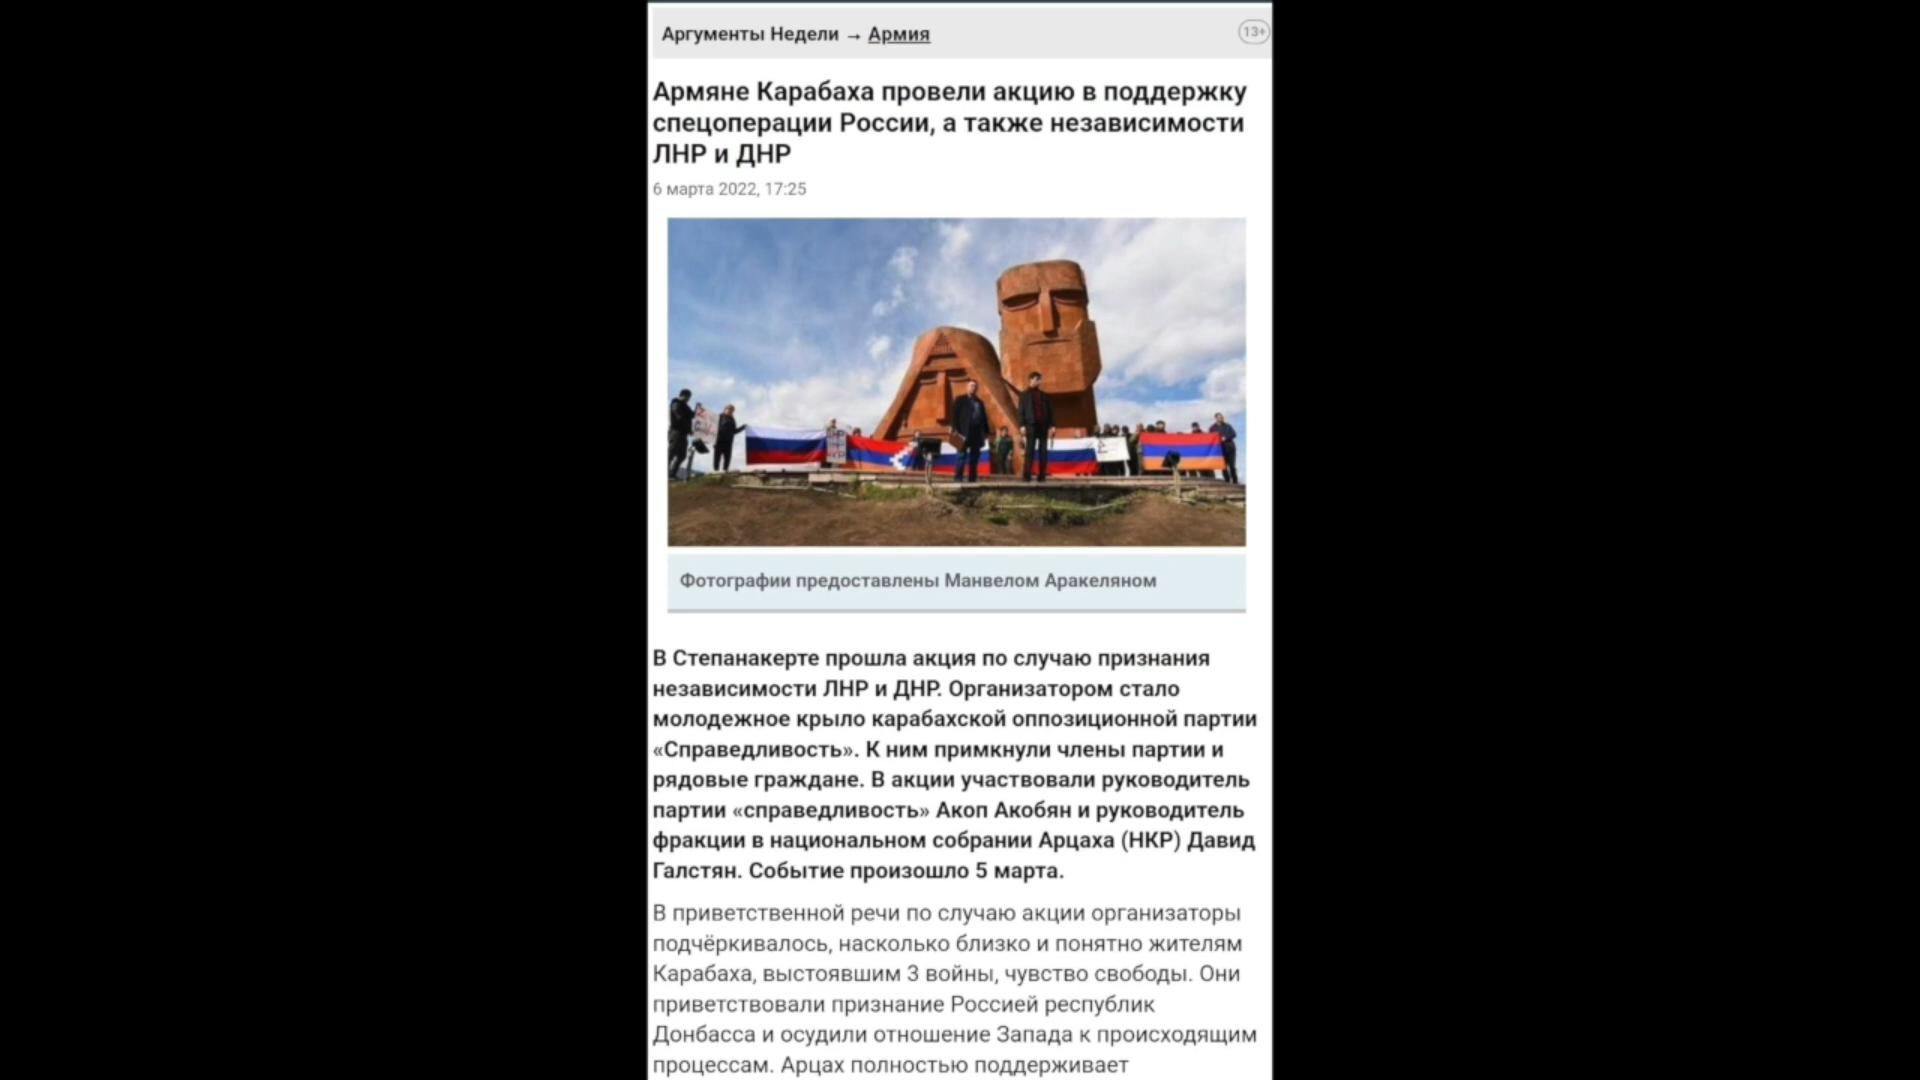 Аргументы Недели → Армия
13+
Армяне Карабаха провели акцию в поддержку
спецоперации России, а также независимости
ЛНР и ДНР
6 марта 2022, 17:25
Фотографии предоставлены Манвелом Аракеляном
В Степанакерте прошла акция по случаю признания
независимости ЛНР и ДНР. Организатором стало
молодежное крыло карабахской оппозиционной партии
«Справедливость». К ним примкнули члены партии и
рядовые граждане. В акции участвовали руководитель
партии «справедливость» Акоп Акобян и руководитель
фракции в национальном собрании Арцаха (НКР) Давид
Галстян. Событие произошло 5 марта.
В приветственной речи по случаю акции организаторы
подчёркивалось, насколько близко и понятно жителям
Карабаха, выстоявшим 3 войны, чувство свободы. Они
приветствовали признание Россией республик
Донбасса и осудили отношение Запада к происходящим
процессам. Арцах полностью поддерживает